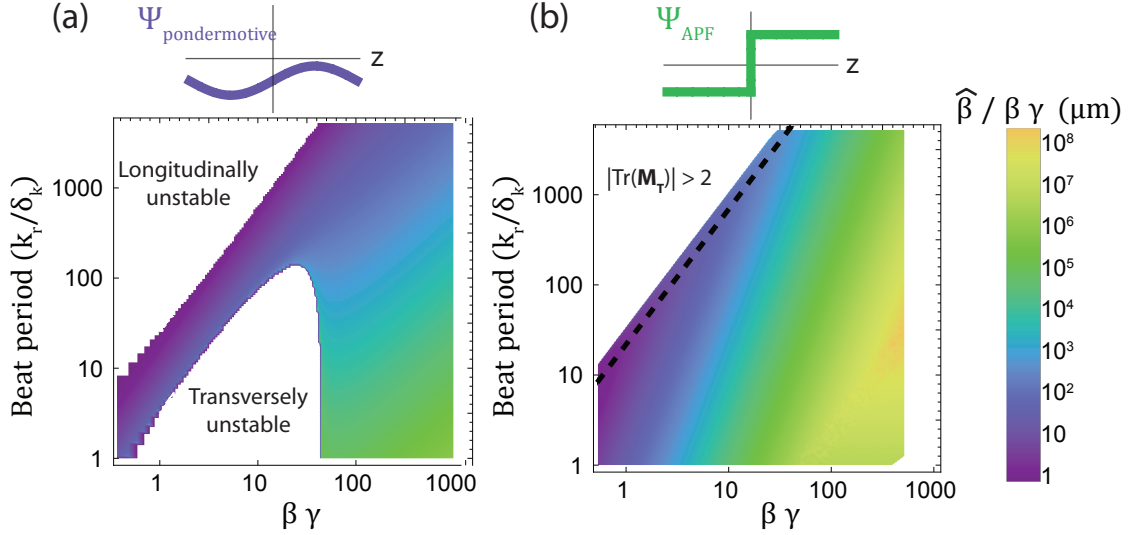 (a)
Ψpondermotive
z
Longitudinally
unstable
Transversely
unstable
Beat period (kr/δk)
1000
100
10
1
1
10
100
1000
β γ
(b)
ΨAPF
z
|Tr(MT)| > 2
Beat period (kr/δk)
1000
100
10
1
1
10
100
1000
β γ
β̂ / β γ (μm)
10⁸
10⁷
10⁶
10⁵
10⁴
10³
10²
10
1